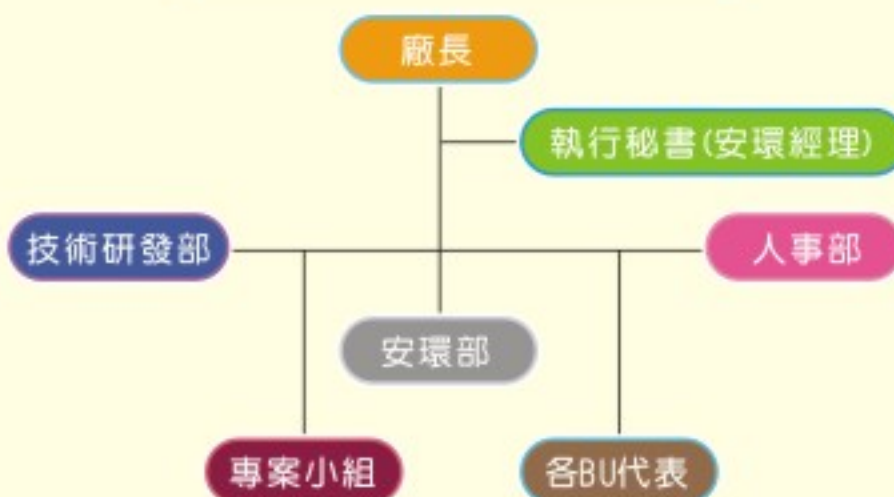 廠長
執行秘書(安環經理)
技術研發部
人事部
安環部
專案小組
各BU代表